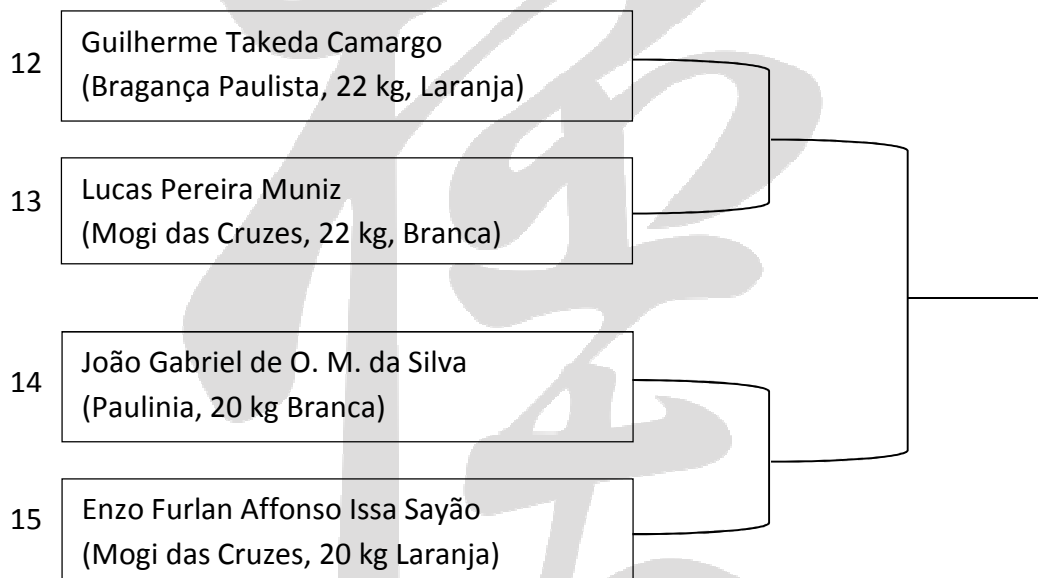 12
Guilherme Takeda Camargo
(Bragança Paulista, 22 kg, Laranja)
13
Lucas Pereira Muniz
(Mogi das Cruzes, 22 kg, Branca)
14
João Gabriel de O. M. da Silva
(Paulinia, 20 kg Branca)
15
Enzo Furlan Affonso Issa Sayão
(Mogi das Cruzes, 20 kg Laranja)